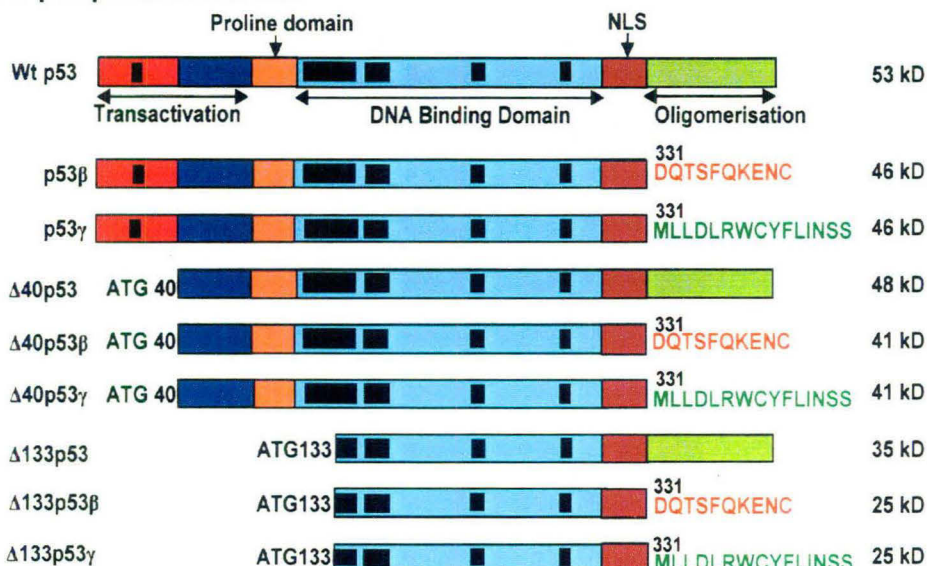 Proline domain NLS
Wt p53 53 kD
Transactivation DNA Binding Domain Oligomerisation
331
p53β DQTSFQKENC 46 kD
331
p53γ MLLDLRWCYFLINSS 46 kD
Δ40p53 ATG 40 48 kD
331
Δ40p53β ATG 40 DQTSFQKENC 41 kD
331
Δ40p53γ ATG 40 MLLDLRWCYFLINSS 41 kD
Δ133p53 ATG133 35 kD
331
Δ133p53β ATG133 DQTSFQKENC 25 kD
331
Δ133p53γ ATG133 MLLDLRWCYFLINSS 25 kD